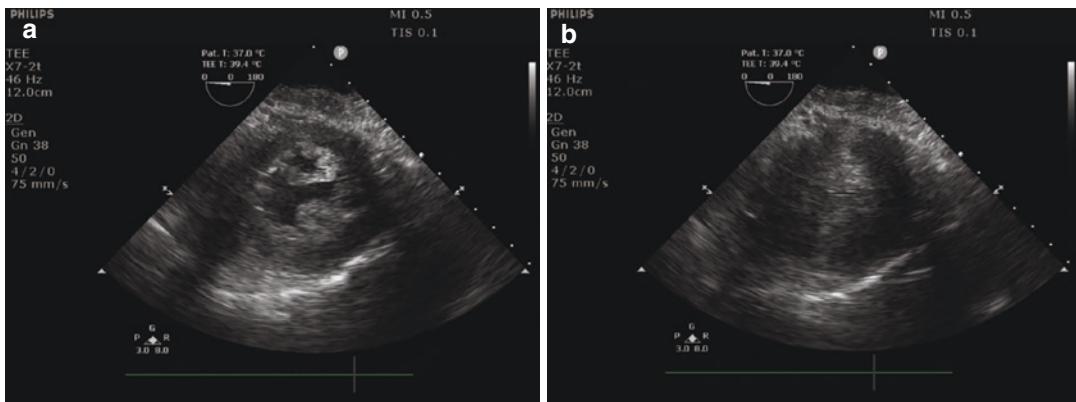 PHILIPS
a
MI 0.5
TIS 0.1
TEE
X7-2t
46 Hz
12.0cm
2D
Gen
Gn 38
50
4/2/0
75 mm/s
Pat. T: 37.0 °C
TEE T: 39.4 °C
0 0 180
P
G
P R
3.0 8.0
PHILIPS
b
MI 0.5
TIS 0.1
TEE
X7-2t
46 Hz
12.0cm
2D
Gen
Gn 38
50
4/2/0
75 mm/s
Pat. T: 37.0 °C
TEE T: 39.4 °C
0 0 180
P
G
P R
3.0 8.0